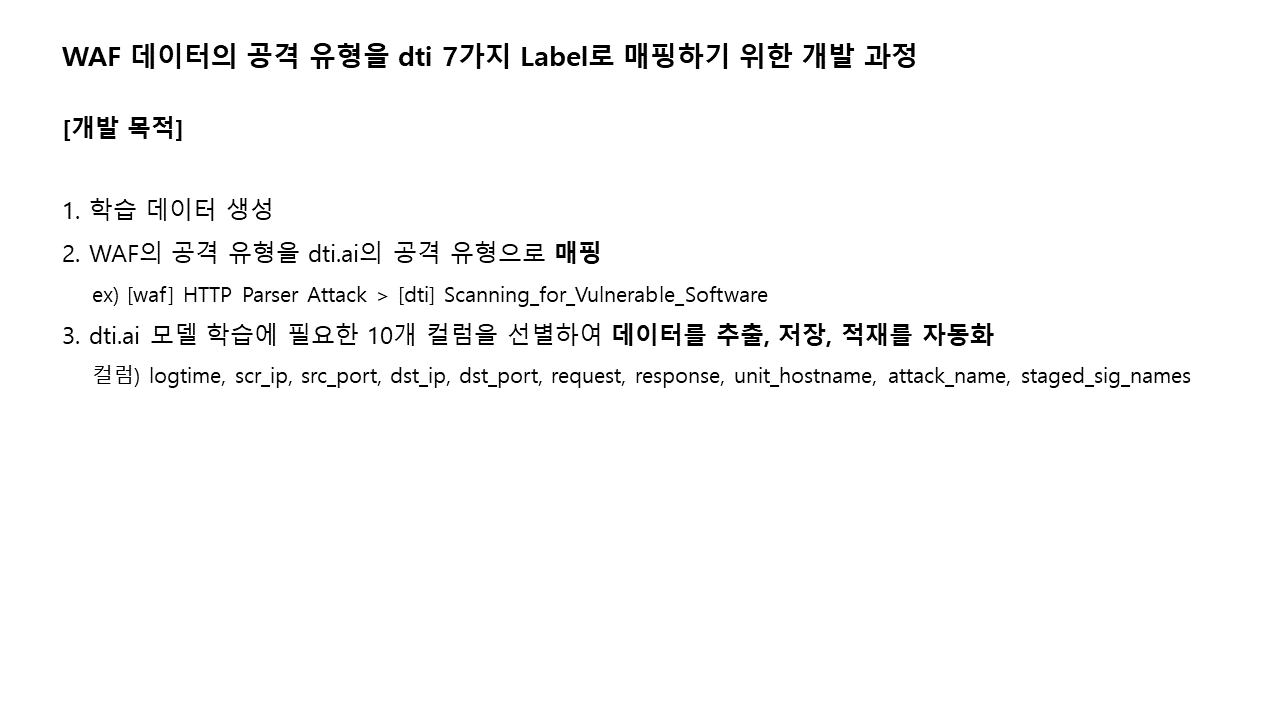 WAF 데이터의 공격 유형을 dti 7가지 Label로 매핑하기 위한 개발 과정
[개발 목적]
1. 학습 데이터 생성
2. WAF의 공격 유형을 dti.ai의 공격 유형으로 매핑
ex) [waf] HTTP Parser Attack > [dti] Scanning_for_Vulnerable_Software
3. dti.ai 모델 학습에 필요한 10개 컬럼을 선별하여 데이터를 추출, 저장, 적재를 자동화
컬럼) logtime, scr_ip, src_port, dst_ip, dst_port, request, response, unit_hostname, attack_name, staged_sig_names